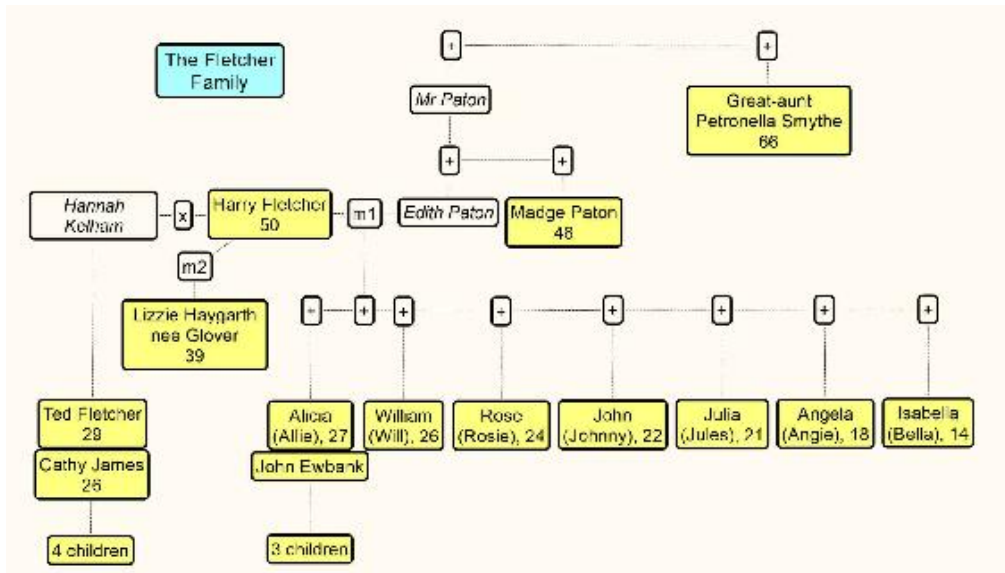 The Fletcher
Family
+
+
Mr Paton
Great-aunt
Petronella Smythe
66
+
+
Hannah
Kelham
x
Harry Fletcher
50
m1
Edith Paton
Madge Paton
48
m2
Lizzie Haygarth
nee Glover
39
+
+
+
+
+
+
+
+
Ted Fletcher
29
Cathy James
26
4 children
Alicia
(Allie), 27
John Ewbank
3 children
William
(Will), 26
Rose
(Rosie), 24
John
(Johnny), 22
Julia
(Jules), 21
Angela
(Angie), 18
Isabella
(Bella), 14